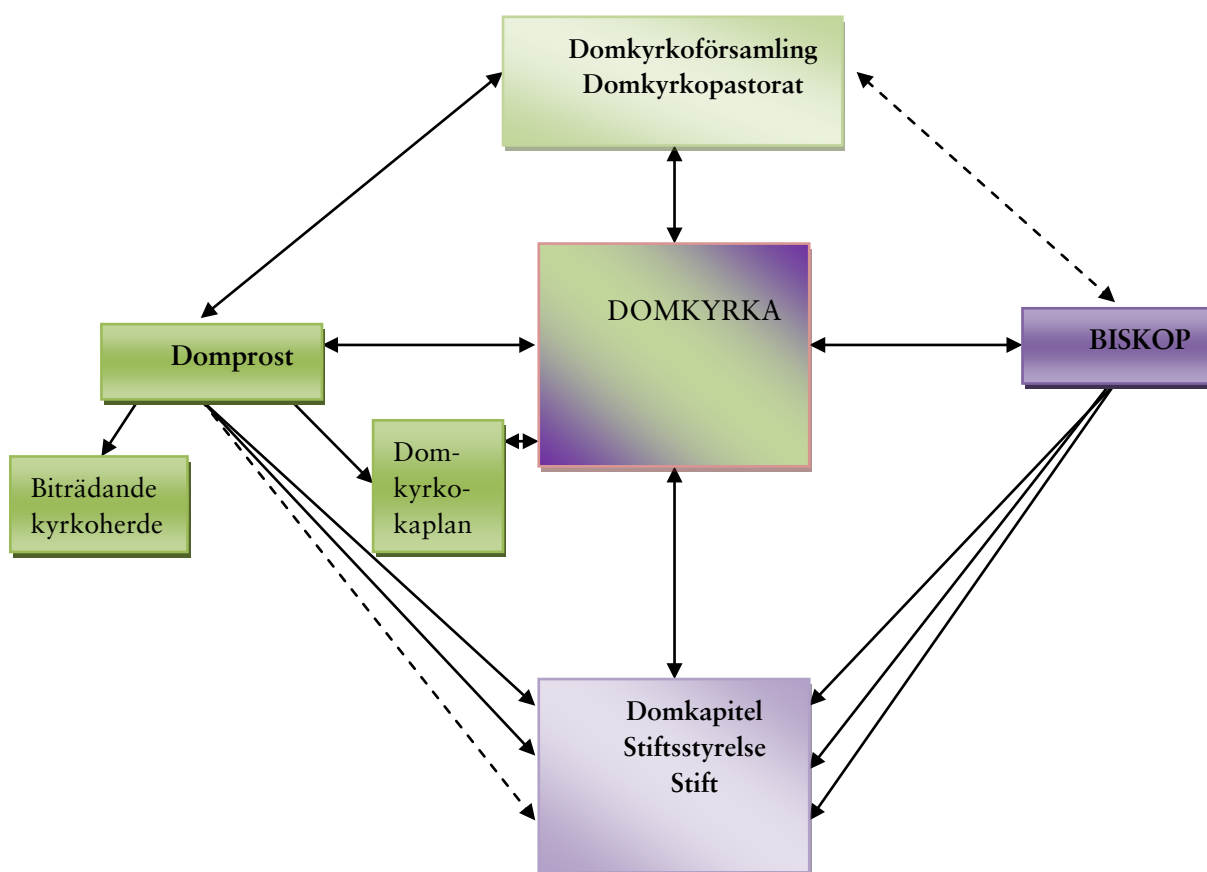 Domkyrkoförsamling
Domkyrkopastorat
DOMKYRKA
Domprost
BISKOP
Dom-
kyrko-
kaplan
Biträdande
kyrkoherde
Domkapitel
Stiftsstyrelse
Stift